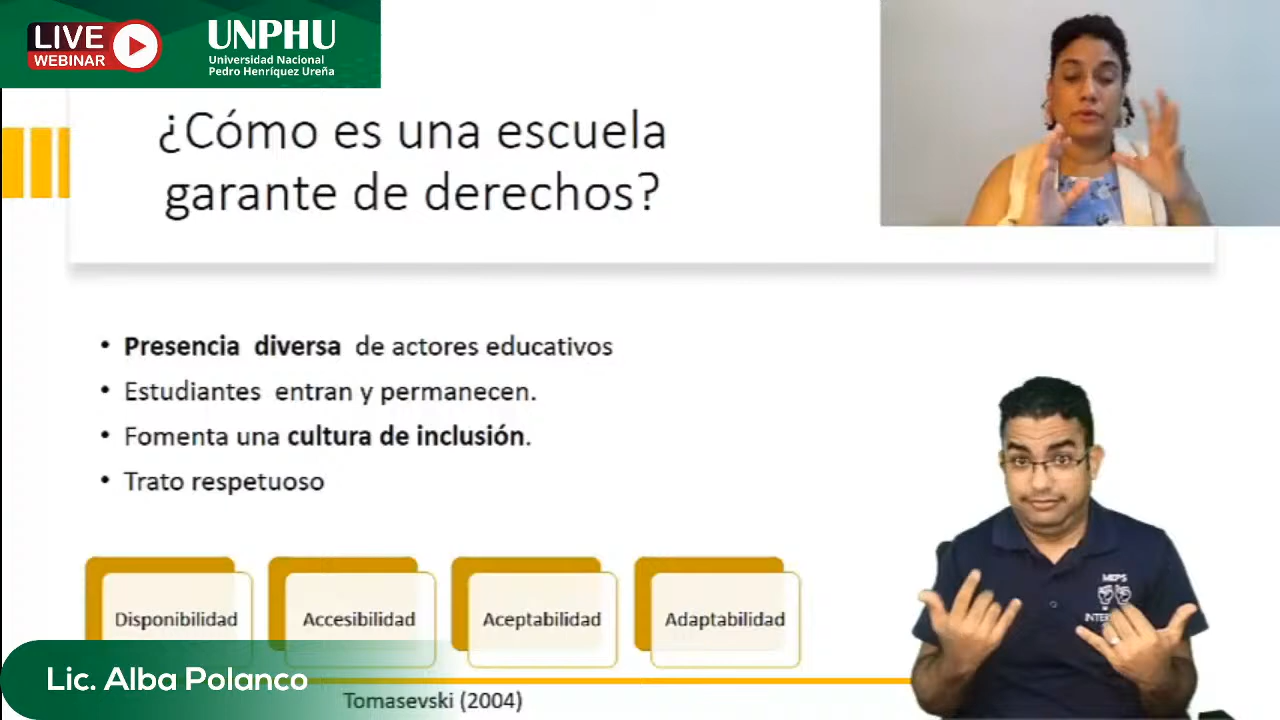 LIVE
WEBINAR
UNPHU
Universidad Nacional
Pedro Henríquez Ureña
¿Cómo es una escuela
garante de derechos?
• Presencia diversa de actores educativos
• Estudiantes entran y permanecen.
• Fomenta una cultura de inclusión.
• Trato respetuoso
Disponibilidad
Accesibilidad
Aceptabilidad
Adaptabilidad
Lic. Alba Polanco
Tomasevski (2004)